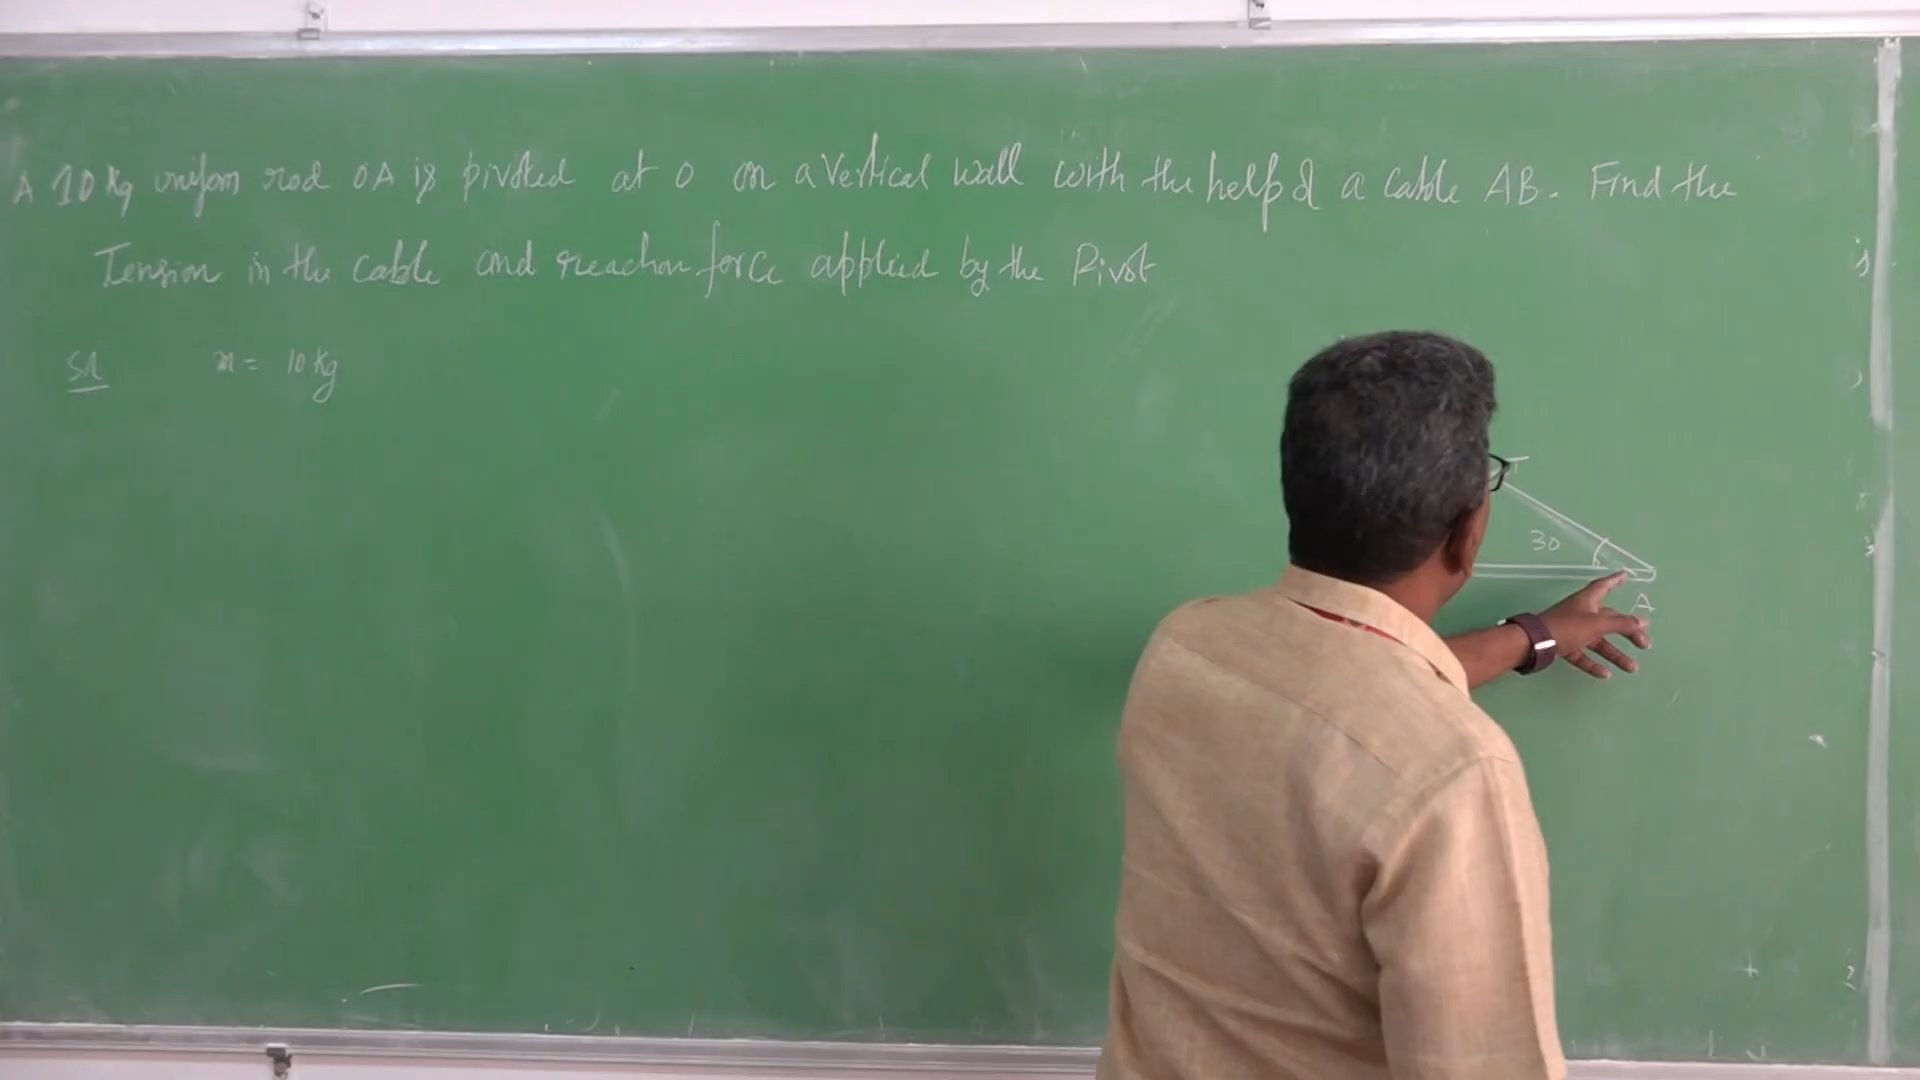 A 10 kg uniform rod OA is pivoted at O on a vertical wall with the help of a cable AB. Find the
Tension in the cable and reaction force applied by the Pivot
Sol m = 10 kg
T
30
A